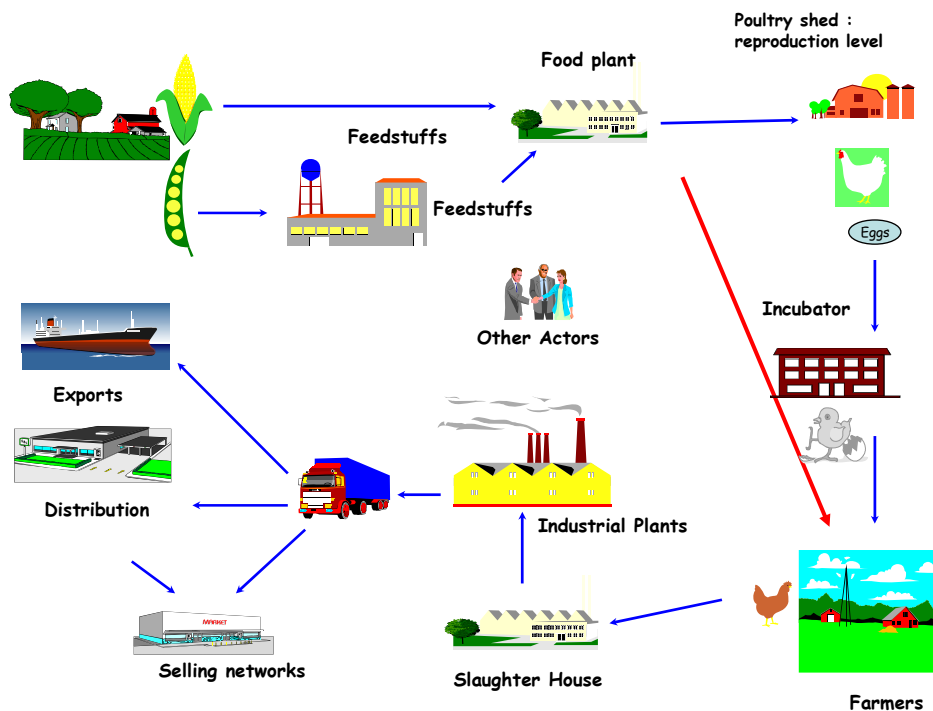 Poultry shed :
reproduction level
Food plant
Feedstuffs
Feedstuffs
Eggs
Incubator
Other Actors
Exports
Distribution
Industrial Plants
MARKET
Selling networks
Slaughter House
Farmers